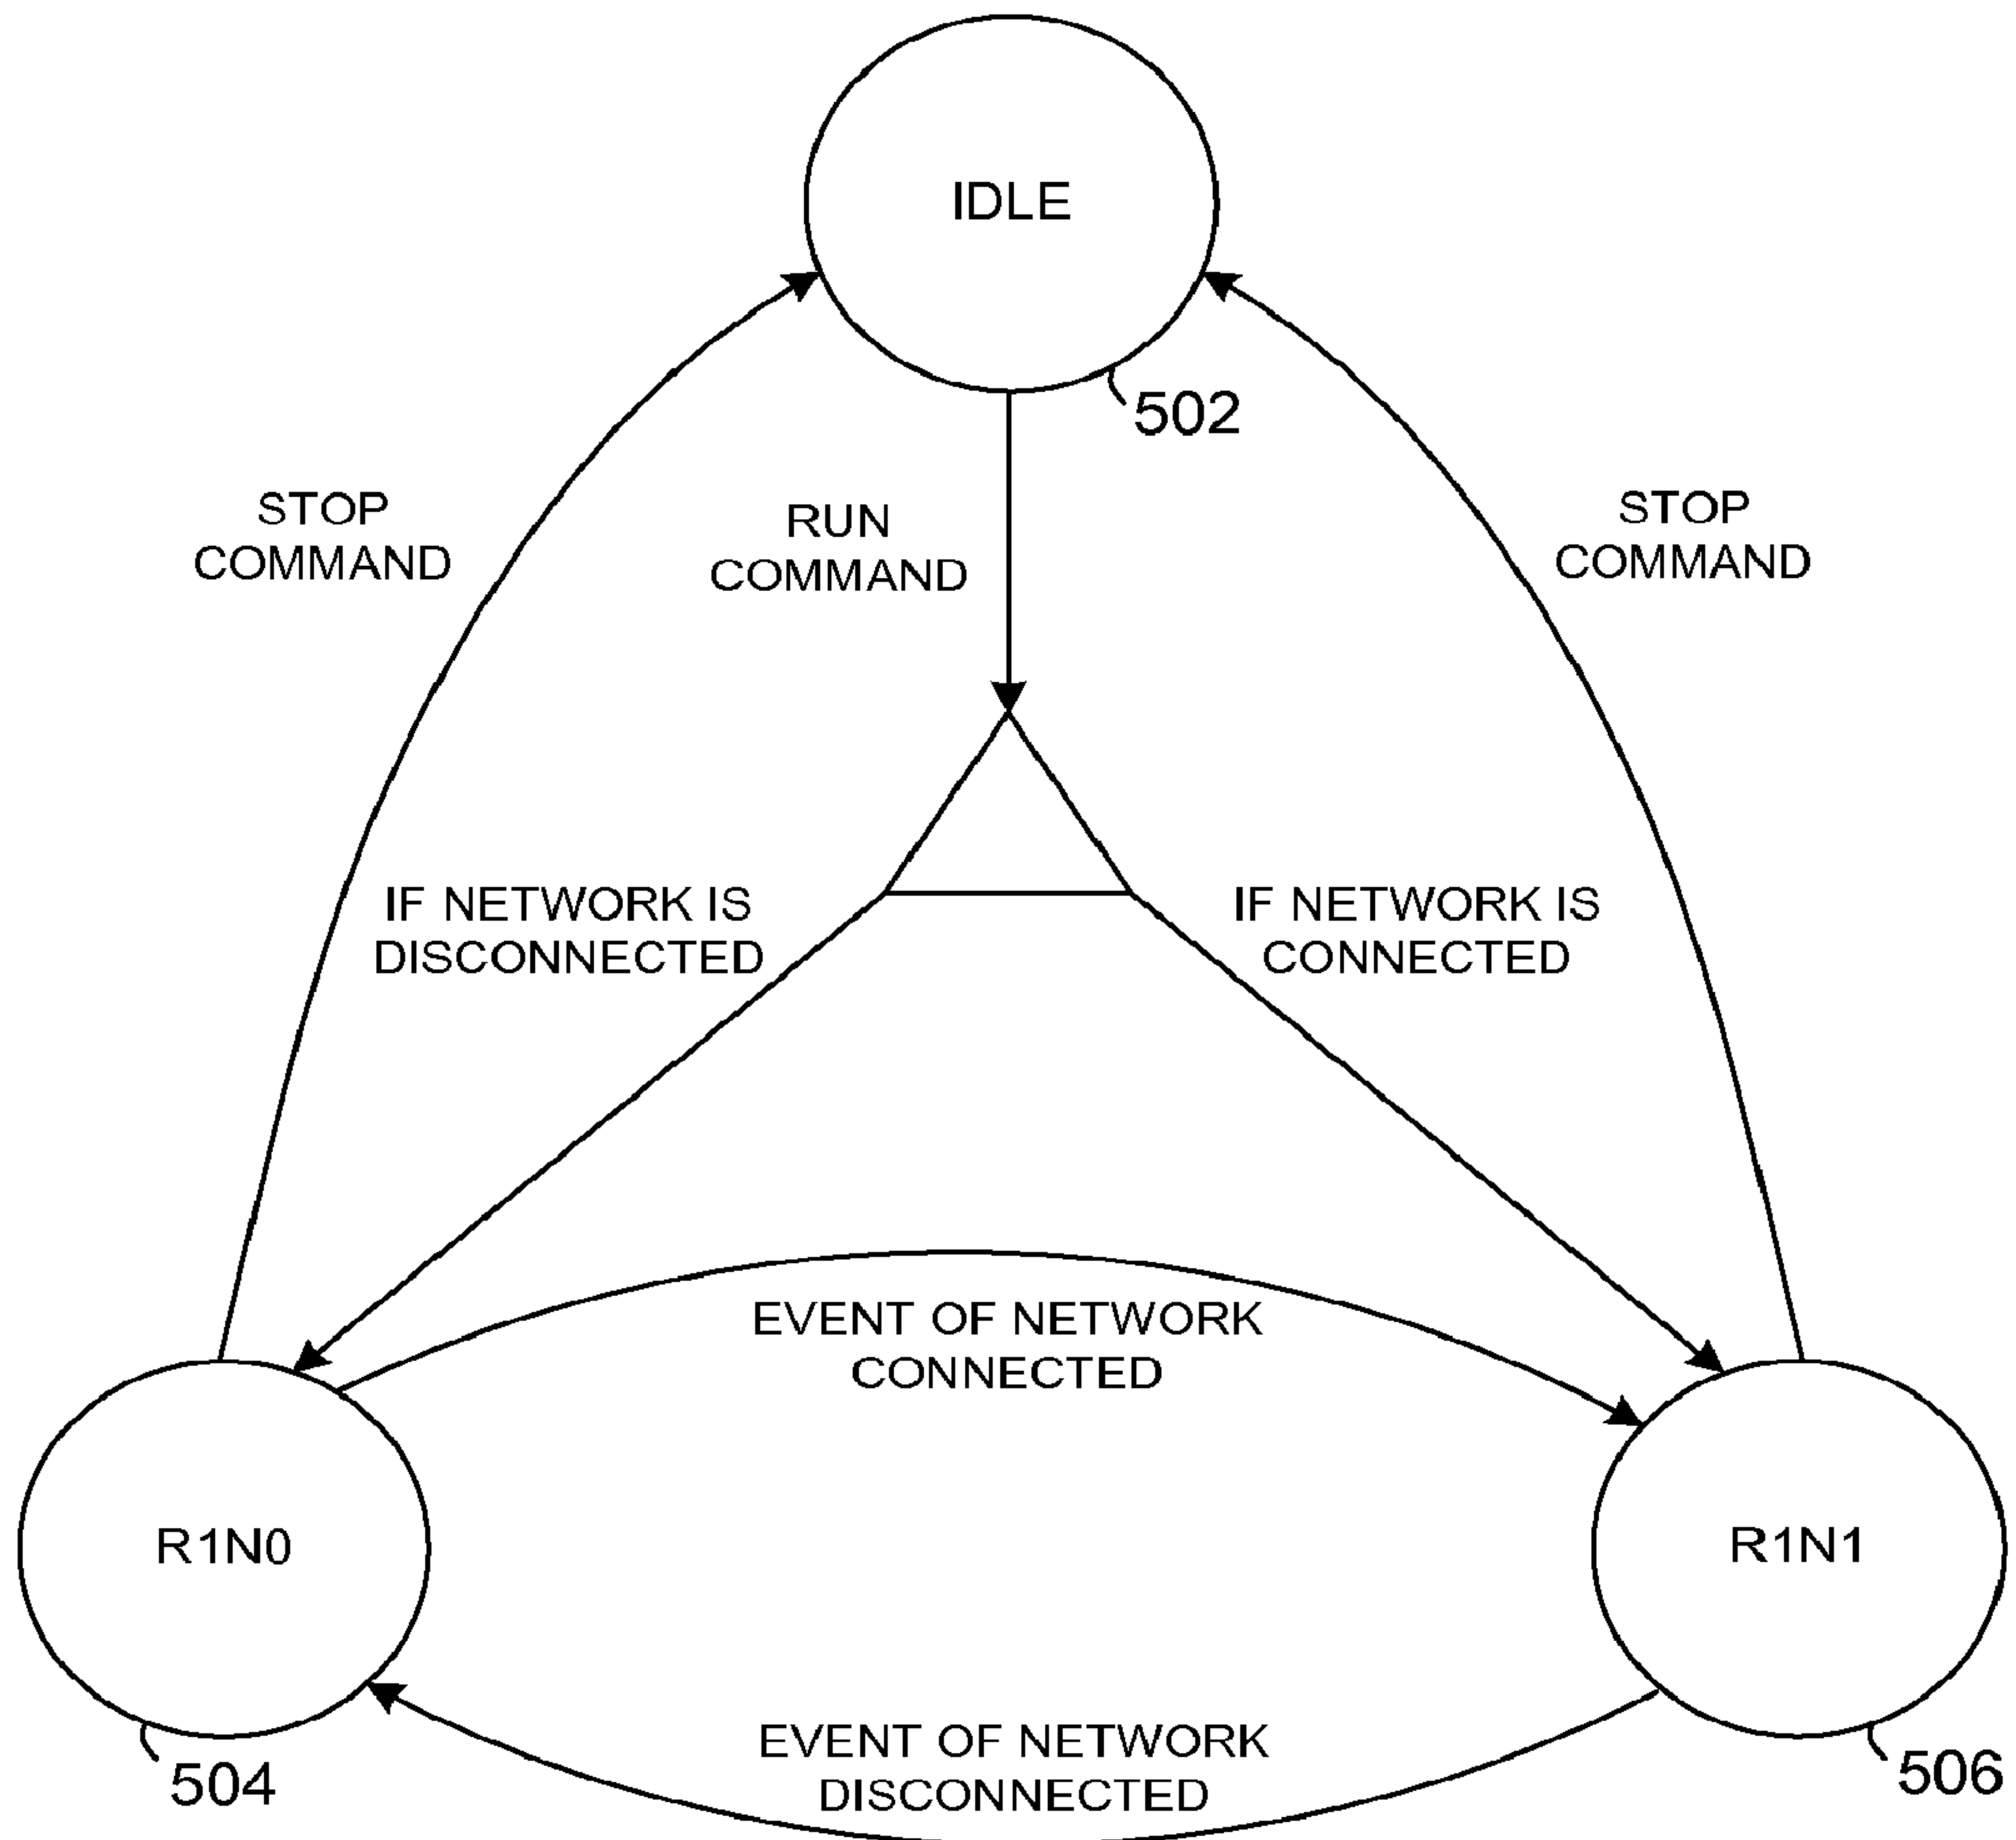 IDLE
502
STOP
COMMAND
RUN
COMMAND
STOP
COMMAND
IF NETWORK IS
DISCONNECTED
IF NETWORK IS
CONNECTED
EVENT OF NETWORK
CONNECTED
R1N0
R1N1
504
EVENT OF NETWORK
DISCONNECTED
506